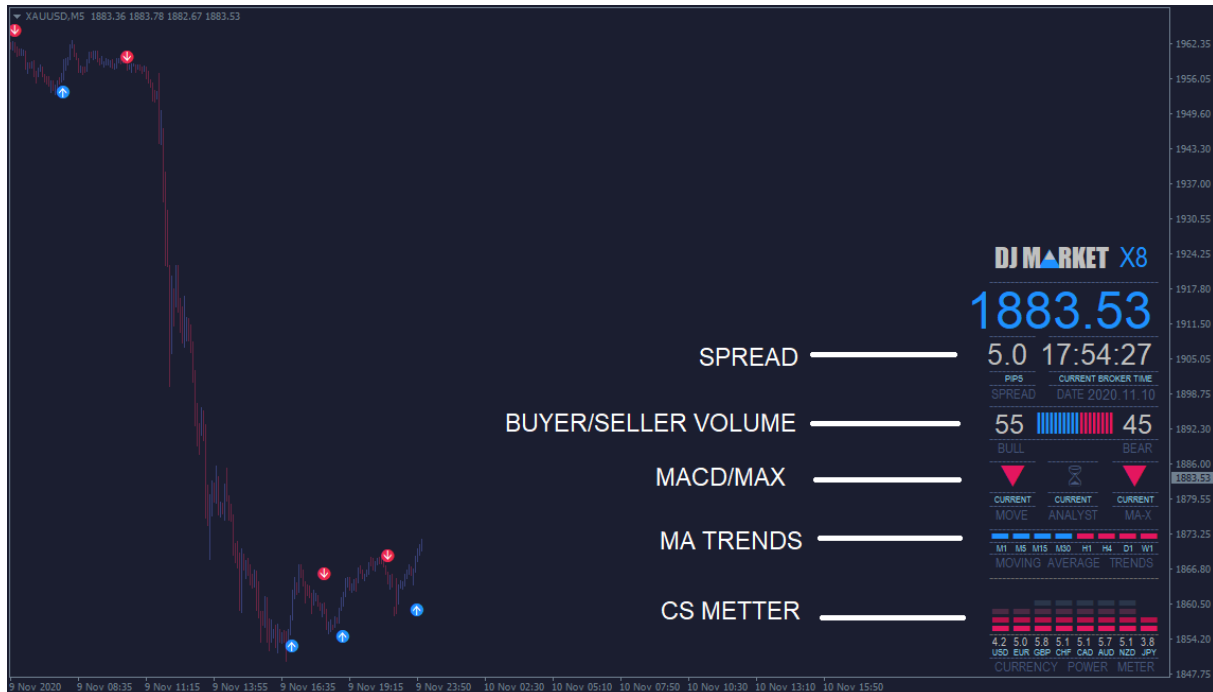 XAUUSD,M5 1883.36 1883.78 1882.67 1883.53
1962.35
1956.05
1949.60
1943.30
1937.00
1930.55
1924.25
1917.80
1911.50
1905.05
1898.75
1892.30
1886.00
1883.53
1879.55
1873.25
1866.80
1860.50
1854.20
1847.75
DJ MARKET X8
1883.53
SPREAD
5.0 17:54:27
PIPS CURRENT BROKER TIME
SPREAD DATE 2020.11.10
BUYER/SELLER VOLUME
55 45
BULL BEAR
MACD/MAX
CURRENT CURRENT CURRENT
MOVE ANALYST MA-X
MA TRENDS
M1 M5 M15 M30 H1 H4 D1 W1
MOVING AVERAGE TRENDS
CS METTER
4.2 5.0 5.8 5.1 5.1 5.7 5.1 3.8
USD EUR GBP CHF CAD AUD NZD JPY
CURRENCY POWER METER
9 Nov 2020 9 Nov 08:35 9 Nov 11:15 9 Nov 13:55 9 Nov 16:35 9 Nov 19:15 9 Nov 23:50 10 Nov 02:30 10 Nov 05:10 10 Nov 07:50 10 Nov 10:30 10 Nov 13:10 10 Nov 15:50